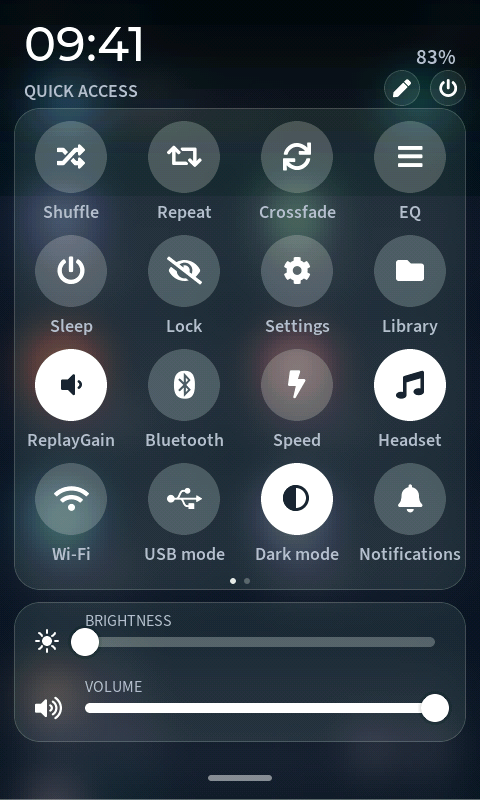 09:41
83%
QUICK ACCESS
Shuffle
Repeat
Crossfade
EQ
Sleep
Lock
Settings
Library
ReplayGain
Bluetooth
Speed
Headset
Wi-Fi
USB mode
Dark mode
Notifications
BRIGHTNESS
VOLUME